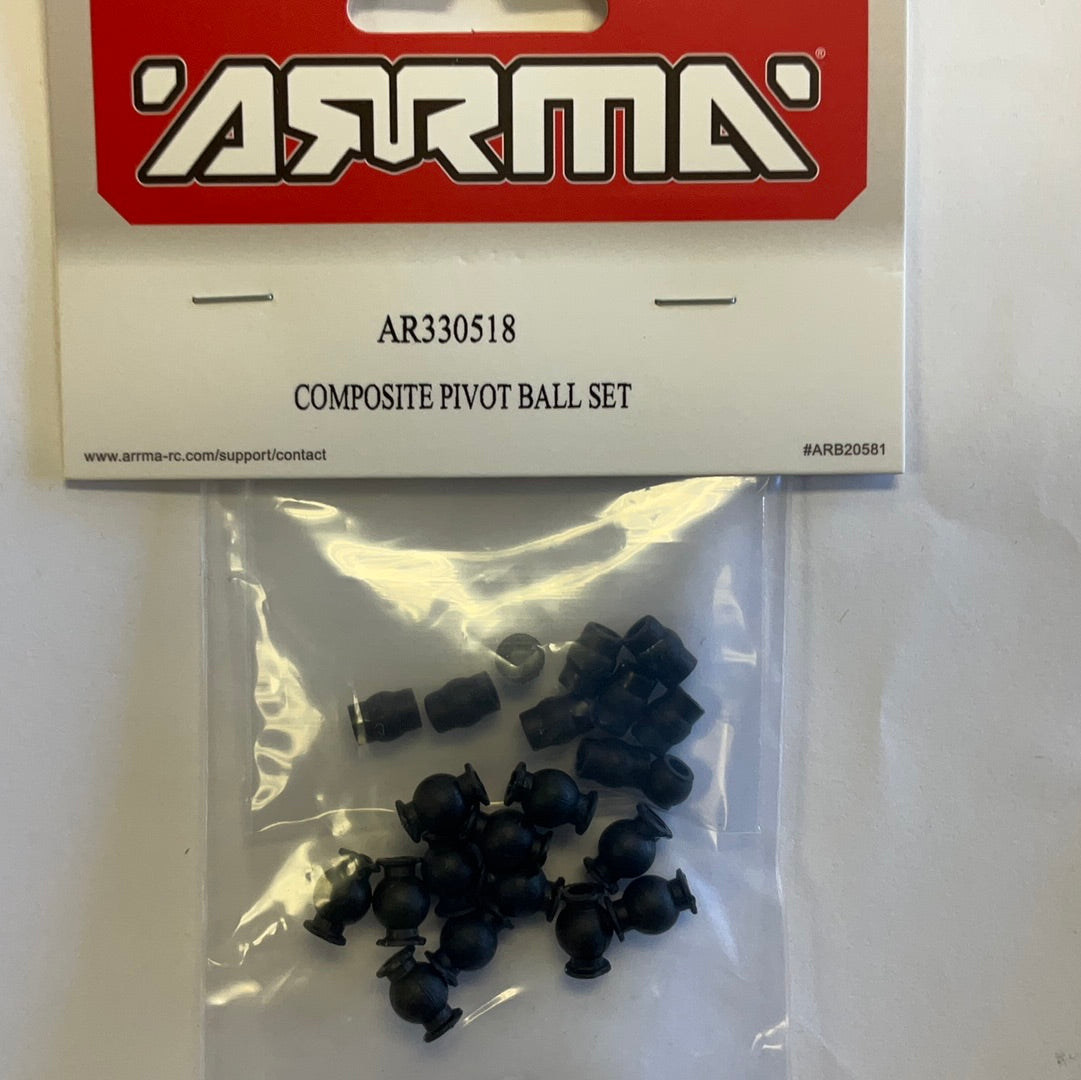 ARRMA®
AR330518
COMPOSITE PIVOT BALL SET
www.arrma-rc.com/support/contact
#ARB20581